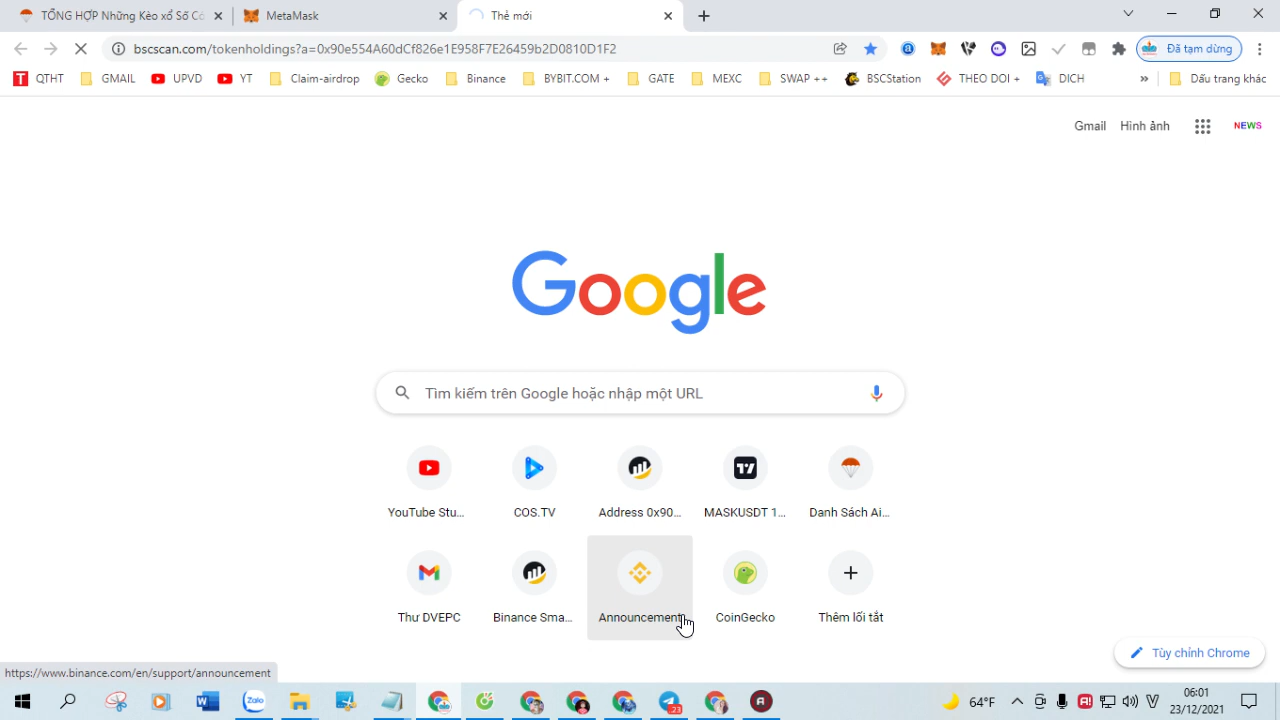 TỔNG HỢP Những Kèo xổ Số Có
MetaMask
Thẻ mới
bscscan.com/tokenholdings?a=0x90e554A60dCf826e1E958F7E26459b2D0810D1F2
Đã tạm dừng
QTHT
GMAIL
UPVD
YT
Claim-airdrop
Gecko
Binance
BYBIT.COM +
GATE
MEXC
SWAP ++
BSCStation
THEO DOI +
DICH
»
Dấu trang khác
Gmail
Hình ảnh
NEWS
Google
Tìm kiếm trên Google hoặc nhập một URL
YouTube Stu...
COS.TV
Address 0x90...
MASKUSDT 1...
Danh Sách Ai...
Thư DVEPC
Binance Sma...
Announcement
CoinGecko
Thêm lối tắt
Tùy chỉnh Chrome
https://www.binance.com/en/support/announcement
Zalo
23
64°F
06:01
23/12/2021